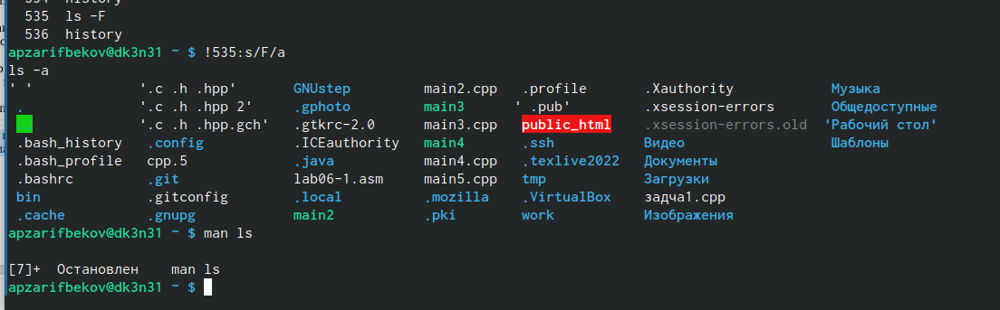 535  ls -F
536  history
apzarifbekov@dk3n31 ~ $ !535:s/F/a
ls -a
' '  '.c .h .hpp'  GNUstep  main2.cpp  .profile  .Xauthority  Музыка
.  '.c .h .hpp 2'  .gphoto  main3  ' .pub'  .xsession-errors  Общедоступные
'.c .h .hpp.gch'  .gtkrc-2.0  main3.cpp  public_html  .xsession-errors.old  'Рабочий стол'
.bash_history  .config  .ICEauthority  main4  .ssh  Видео  Шаблоны
.bash_profile  cpp.5  .java  main4.cpp  .texlive2022  Документы
.bashrc  .git  lab06-1.asm  main5.cpp  tmp  Загрузки
bin  .gitconfig  .local  .mozilla  .VirtualBox  задча1.cpp
.cache  .gnupg  main2  .pki  work  Изображения
apzarifbekov@dk3n31 ~ $ man ls
[7]+  Остановлен    man ls
apzarifbekov@dk3n31 ~ $